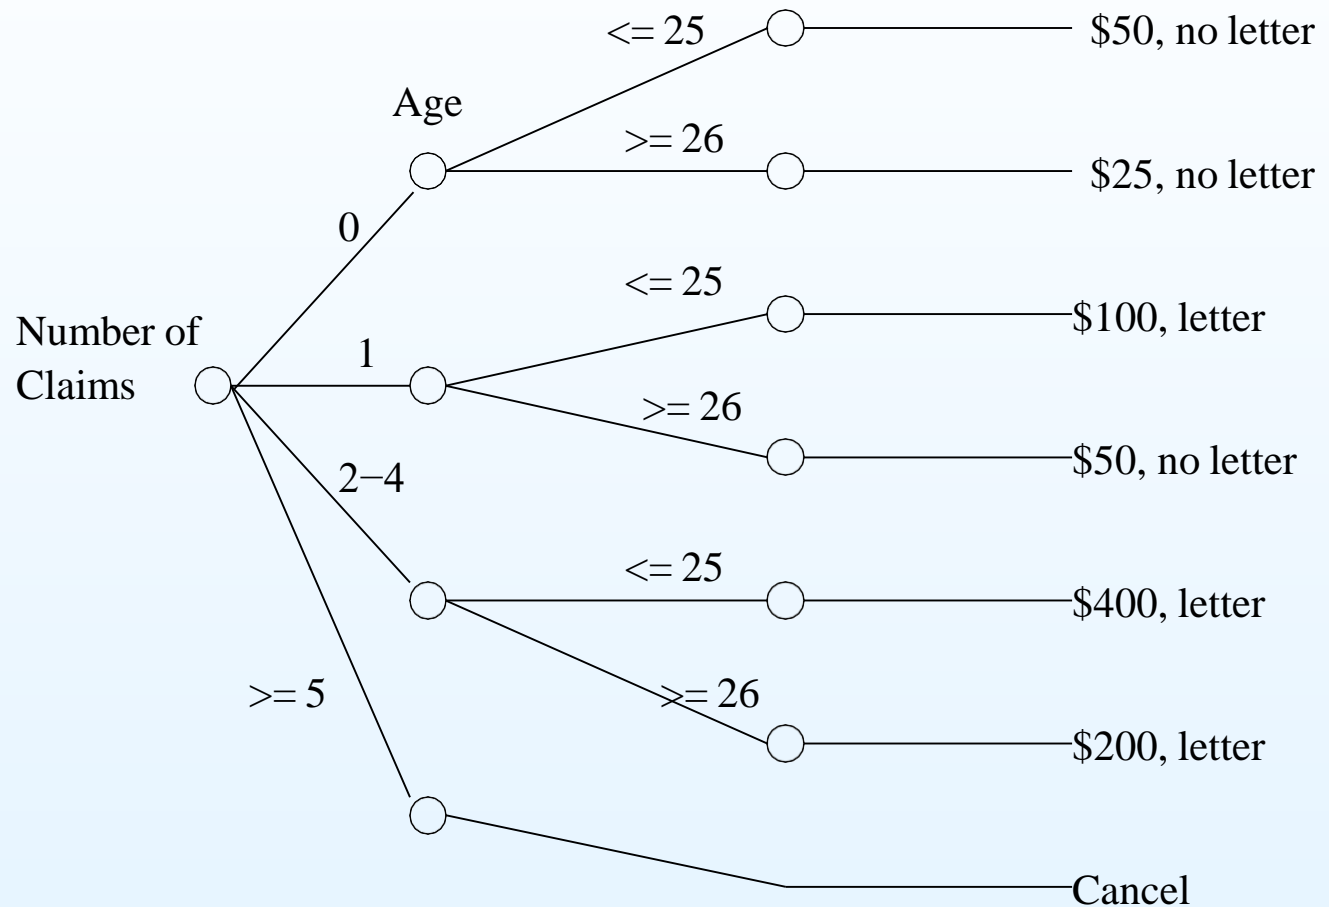 <= 25
$50, no letter
Age
>= 26
$25, no letter
0
<= 25
$100, letter
Number of
Claims
1
>= 26
$50, no letter
2−4
<= 25
$400, letter
>= 5
>= 26
$200, letter
Cancel